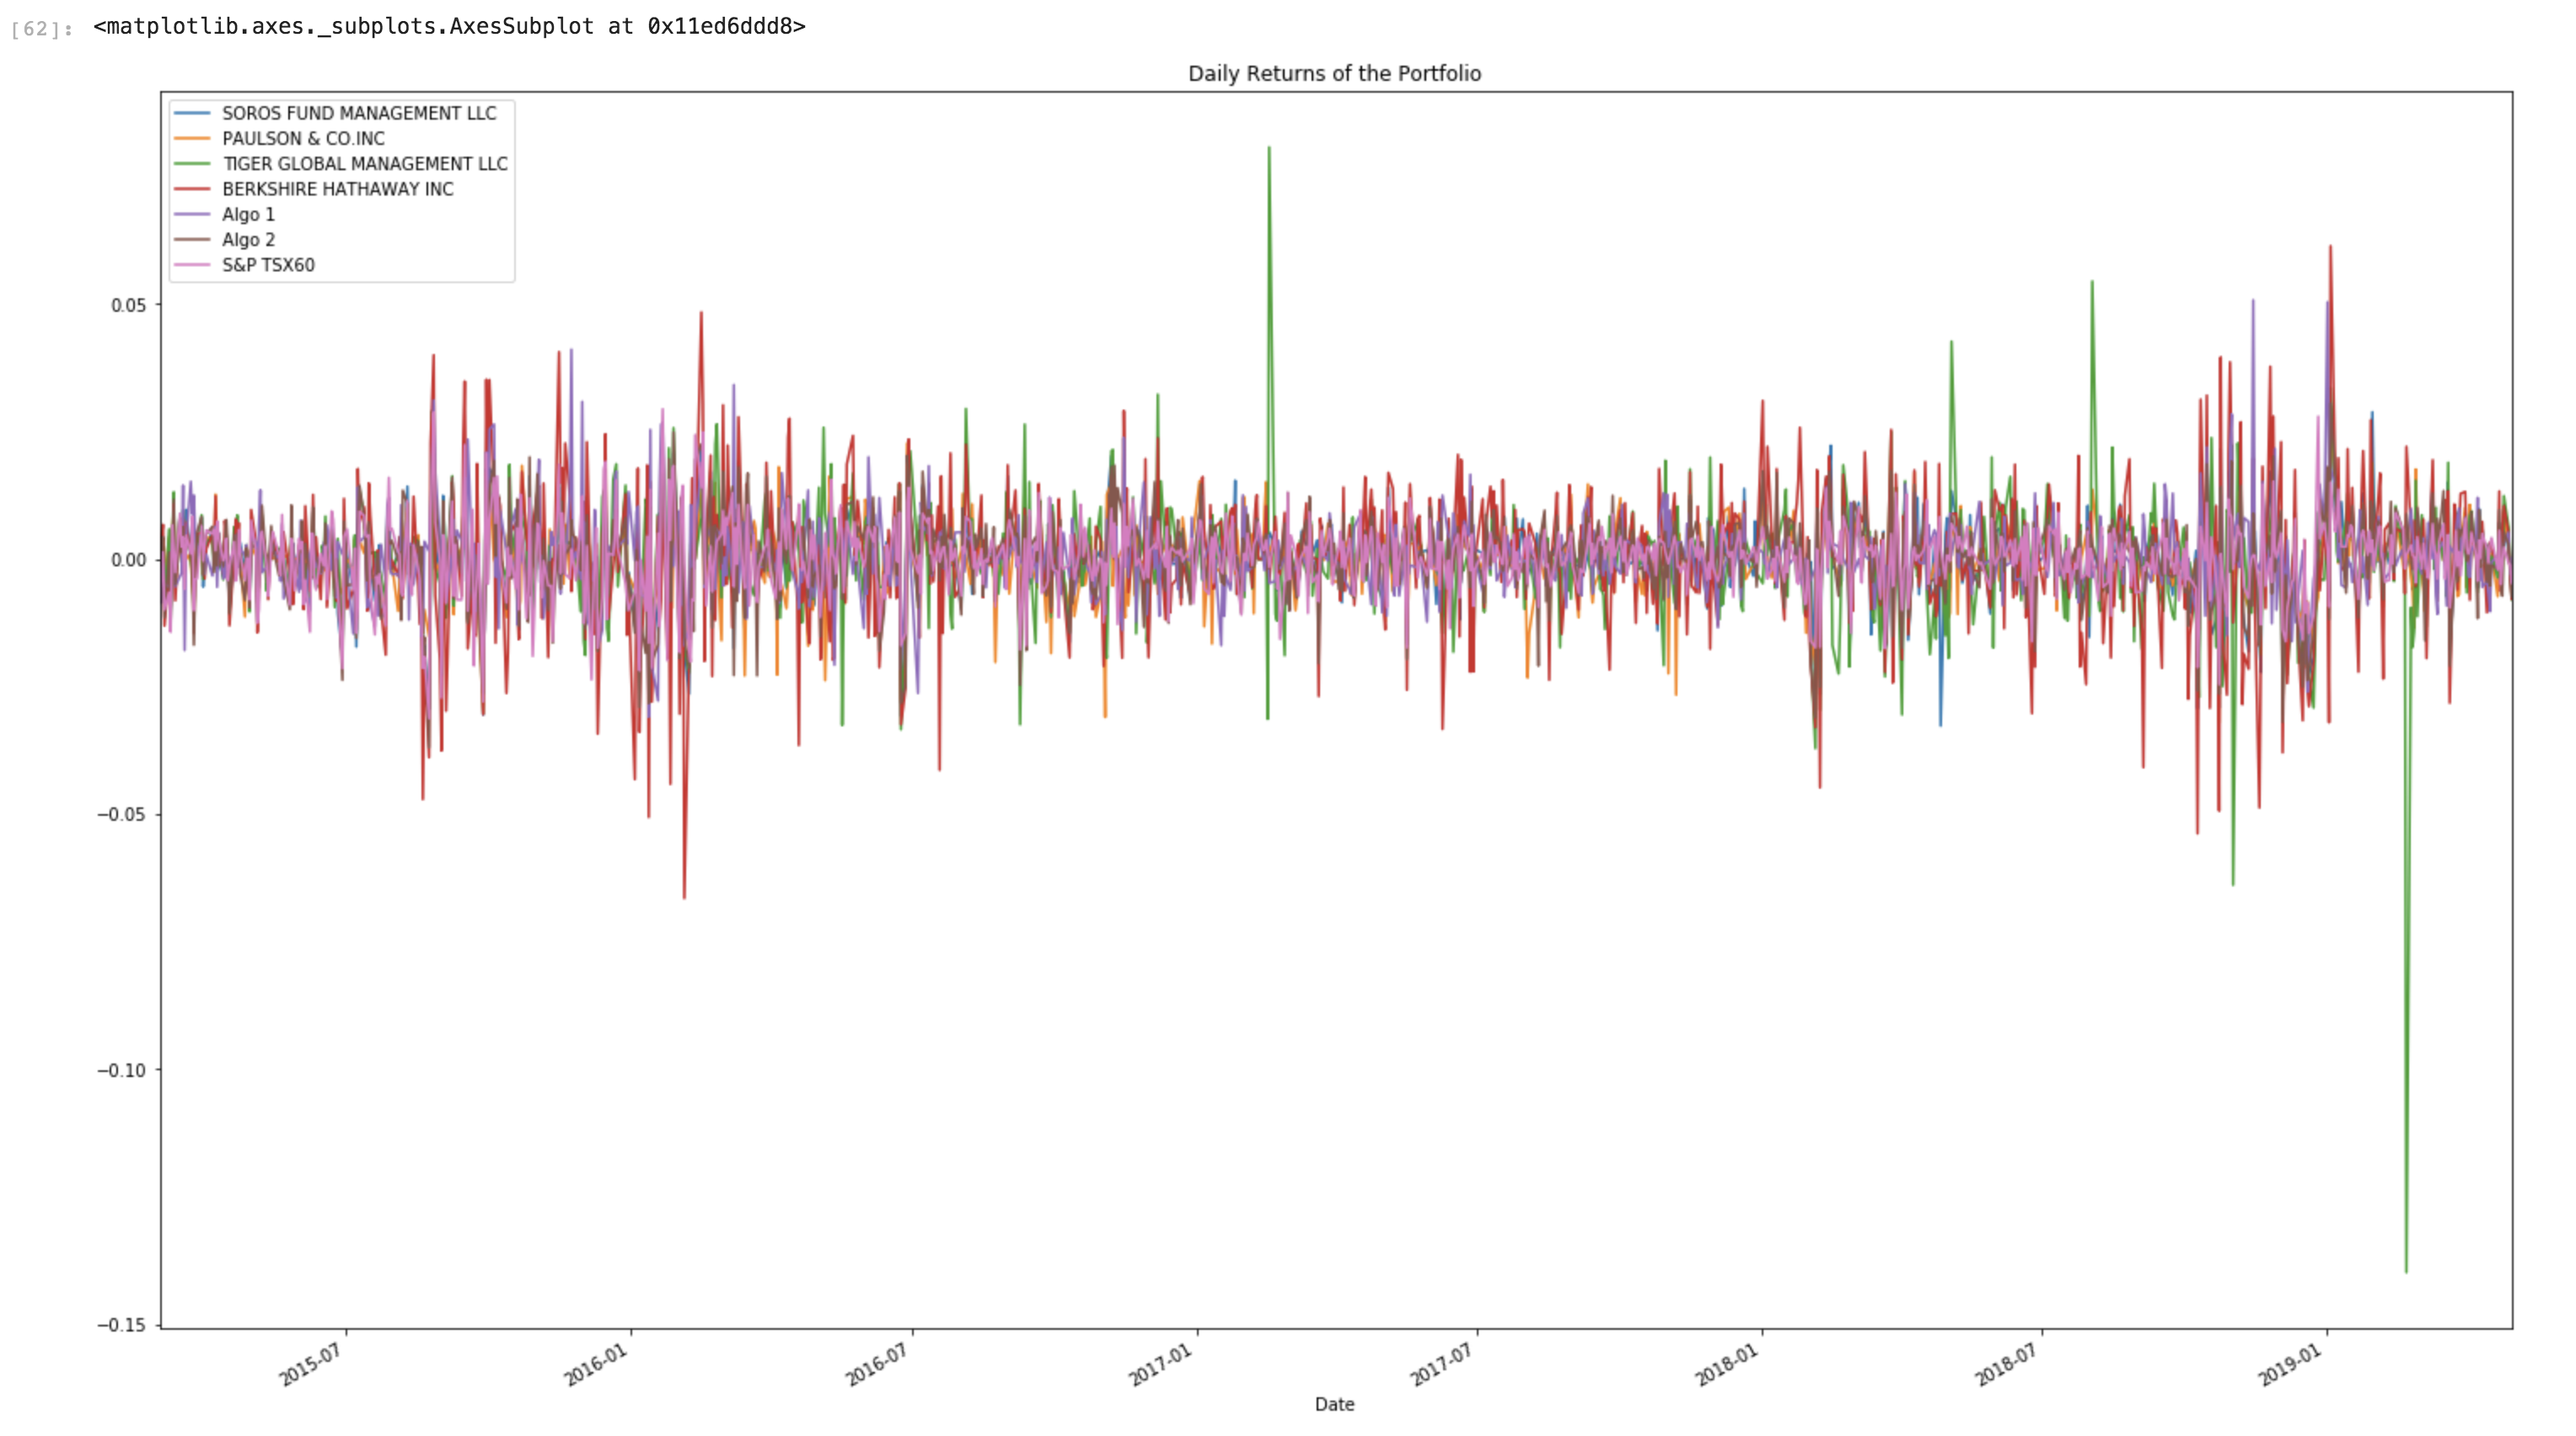 [62]: <matplotlib.axes._subplots.AxesSubplot at 0x11ed6ddd8>
Daily Returns of the Portfolio
SOROS FUND MANAGEMENT LLC
PAULSON & CO.INC
TIGER GLOBAL MANAGEMENT LLC
BERKSHIRE HATHAWAY INC
Algo 1
Algo 2
S&P TSX60
0.05
0.00
−0.05
−0.10
−0.15
2015-07
2016-01
2016-07
2017-01
2017-07
2018-01
2018-07
2019-01
Date